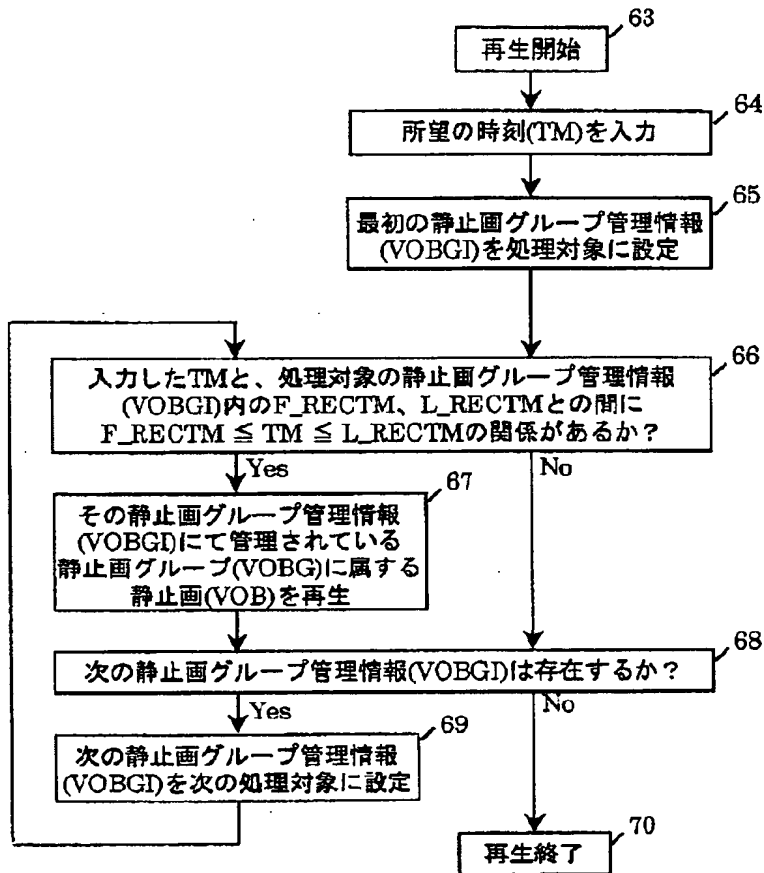 63
再生開始
64
所望の時刻(TM)を入力
65
最初の静止画グループ管理情報
(VOBGI)を処理対象に設定
66
入力したTMと、処理対象の静止画グループ管理情報
(VOBGI)内のF_RECTM、L_RECTMとの間に
F_RECTM ≦ TM ≦ L_RECTMの関係があるか？
Yes
No
67
その静止画グループ管理情報
(VOBGI)にて管理されている
静止画グループ(VOBG)に属する
静止画(VOB)を再生
68
次の静止画グループ管理情報(VOBGI)は存在するか？
Yes
No
69
次の静止画グループ管理情報
(VOBGI)を次の処理対象に設定
70
再生終了